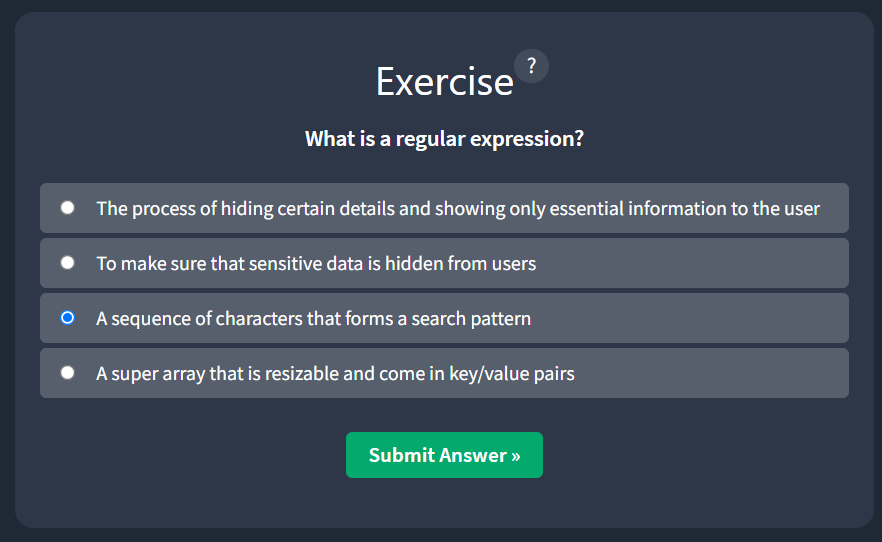 Exercise ?
What is a regular expression?
The process of hiding certain details and showing only essential information to the user
To make sure that sensitive data is hidden from users
A sequence of characters that forms a search pattern
A super array that is resizable and come in key/value pairs
Submit Answer »